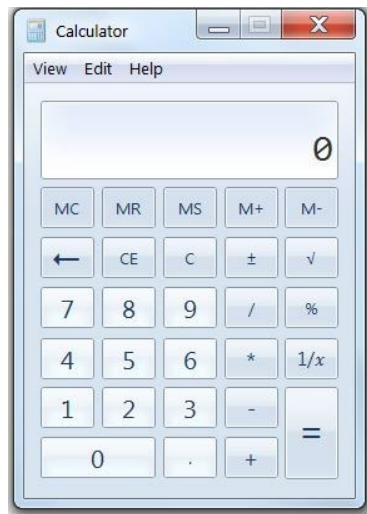 Calculator
View Edit Help
0
MC MR MS M+ M-
← CE C ± √
7 8 9 / %
4 5 6 * 1/x
1 2 3 - =
0 . +